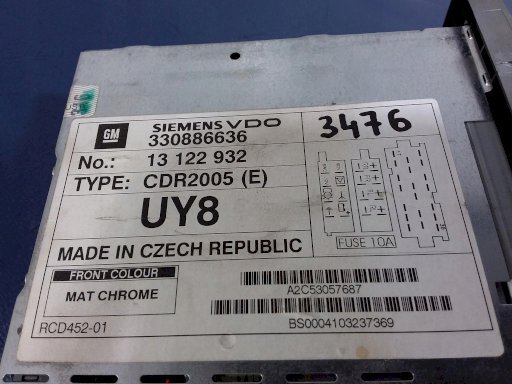 GM SIEMENS VDO
330886636
3476
No.: 13 122 932
TYPE: CDR2005 (E)
UY8
FUSE 10A
MADE IN CZECH REPUBLIC
FRONT COLOUR
MAT CHROME
A2C53057687
RCD452-01
BS0004103237369